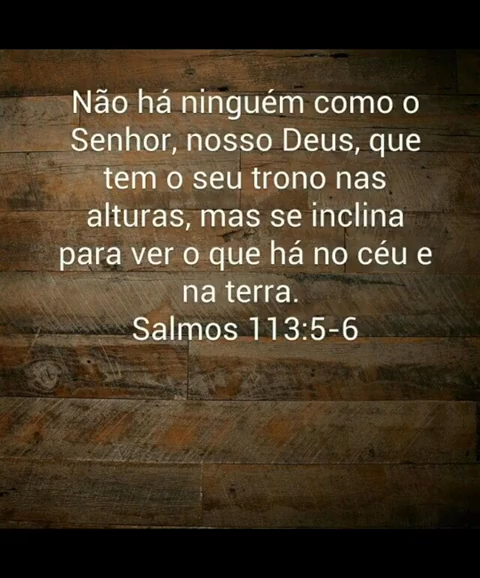 Não há ninguém como o
Senhor, nosso Deus, que
tem o seu trono nas
alturas, mas se inclina
para ver o que há no céu e
na terra.
Salmos 113:5-6